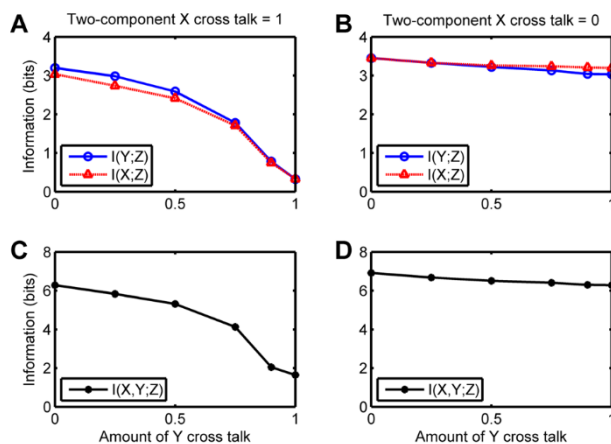 A
Two-component X cross talk = 1
B
Two-component X cross talk = 0
Information (bits)
4
3
2
1
0
I(Y;Z)
I(X;Z)
0
0.5
1
4
3
2
1
0
I(Y;Z)
I(X;Z)
0
0.5
1
C
D
Information (bits)
8
6
4
2
0
I(X,Y;Z)
0
0.5
1
Amount of Y cross talk
8
6
4
2
0
I(X,Y;Z)
0
0.5
1
Amount of Y cross talk